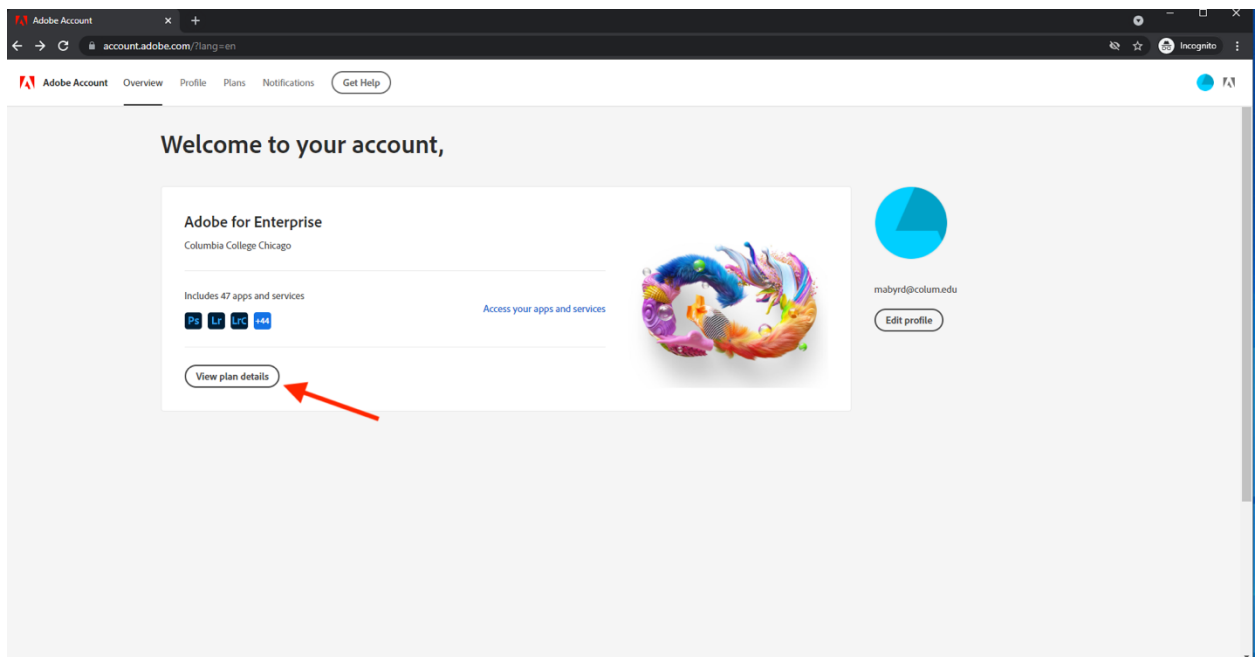 Adobe Account
account.adobe.com/?lang=en
Incognito
Adobe Account Overview Profile Plans Notifications Get Help
Welcome to your account,
Adobe for Enterprise
Columbia College Chicago
Includes 47 apps and services
Access your apps and services
Ps Lr LrC +44
View plan details
mabyrd@colum.edu
Edit profile